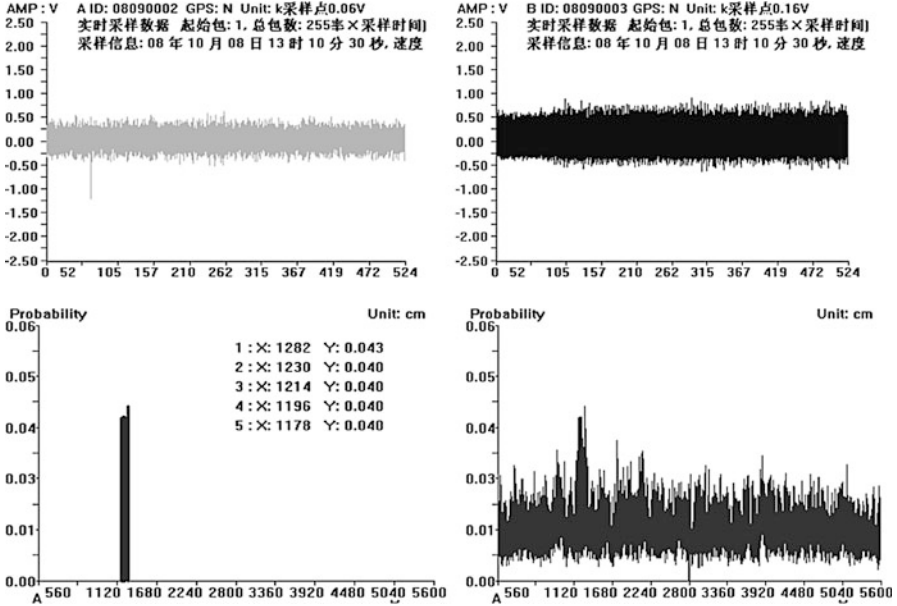 AMP : V A ID: 08090002 GPS: N Unit: k采样点0.06V
实时采样数据 起始包: 1, 总包数: 255率×采样时间)
采样信息: 08 年 10 月 08 日 13 时 10 分 30 秒, 速度
2.50
2.00
1.50
1.00
0.50
0.00
-0.50
-1.00
-1.50
-2.00
-2.50
0 52 105 157 210 262 315 367 419 472 524
AMP : V B ID: 08090003 GPS: N Unit: k采样点0.16V
实时采样数据 起始包: 1, 总包数: 255率×采样时间)
采样信息: 08 年 10 月 08 日 13 时 10 分 30 秒, 速度
2.50
2.00
1.50
1.00
0.50
0.00
-0.50
-1.00
-1.50
-2.00
-2.50
0 52 105 157 210 262 315 367 419 472 524
Probability Unit: cm
0.06
0.05
0.04
0.03
0.01
0.00
1 : X: 1282 Y: 0.043
2 : X: 1230 Y: 0.040
3 : X: 1214 Y: 0.040
4 : X: 1196 Y: 0.040
5 : X: 1178 Y: 0.040
A 560 1120 1680 2240 2800 3360 3920 4480 5040 5600
Probability Unit: cm
0.06
0.05
0.04
0.03
0.01
0.00
A 560 1120 1680 2240 2800 3360 3920 4480 5040 5600